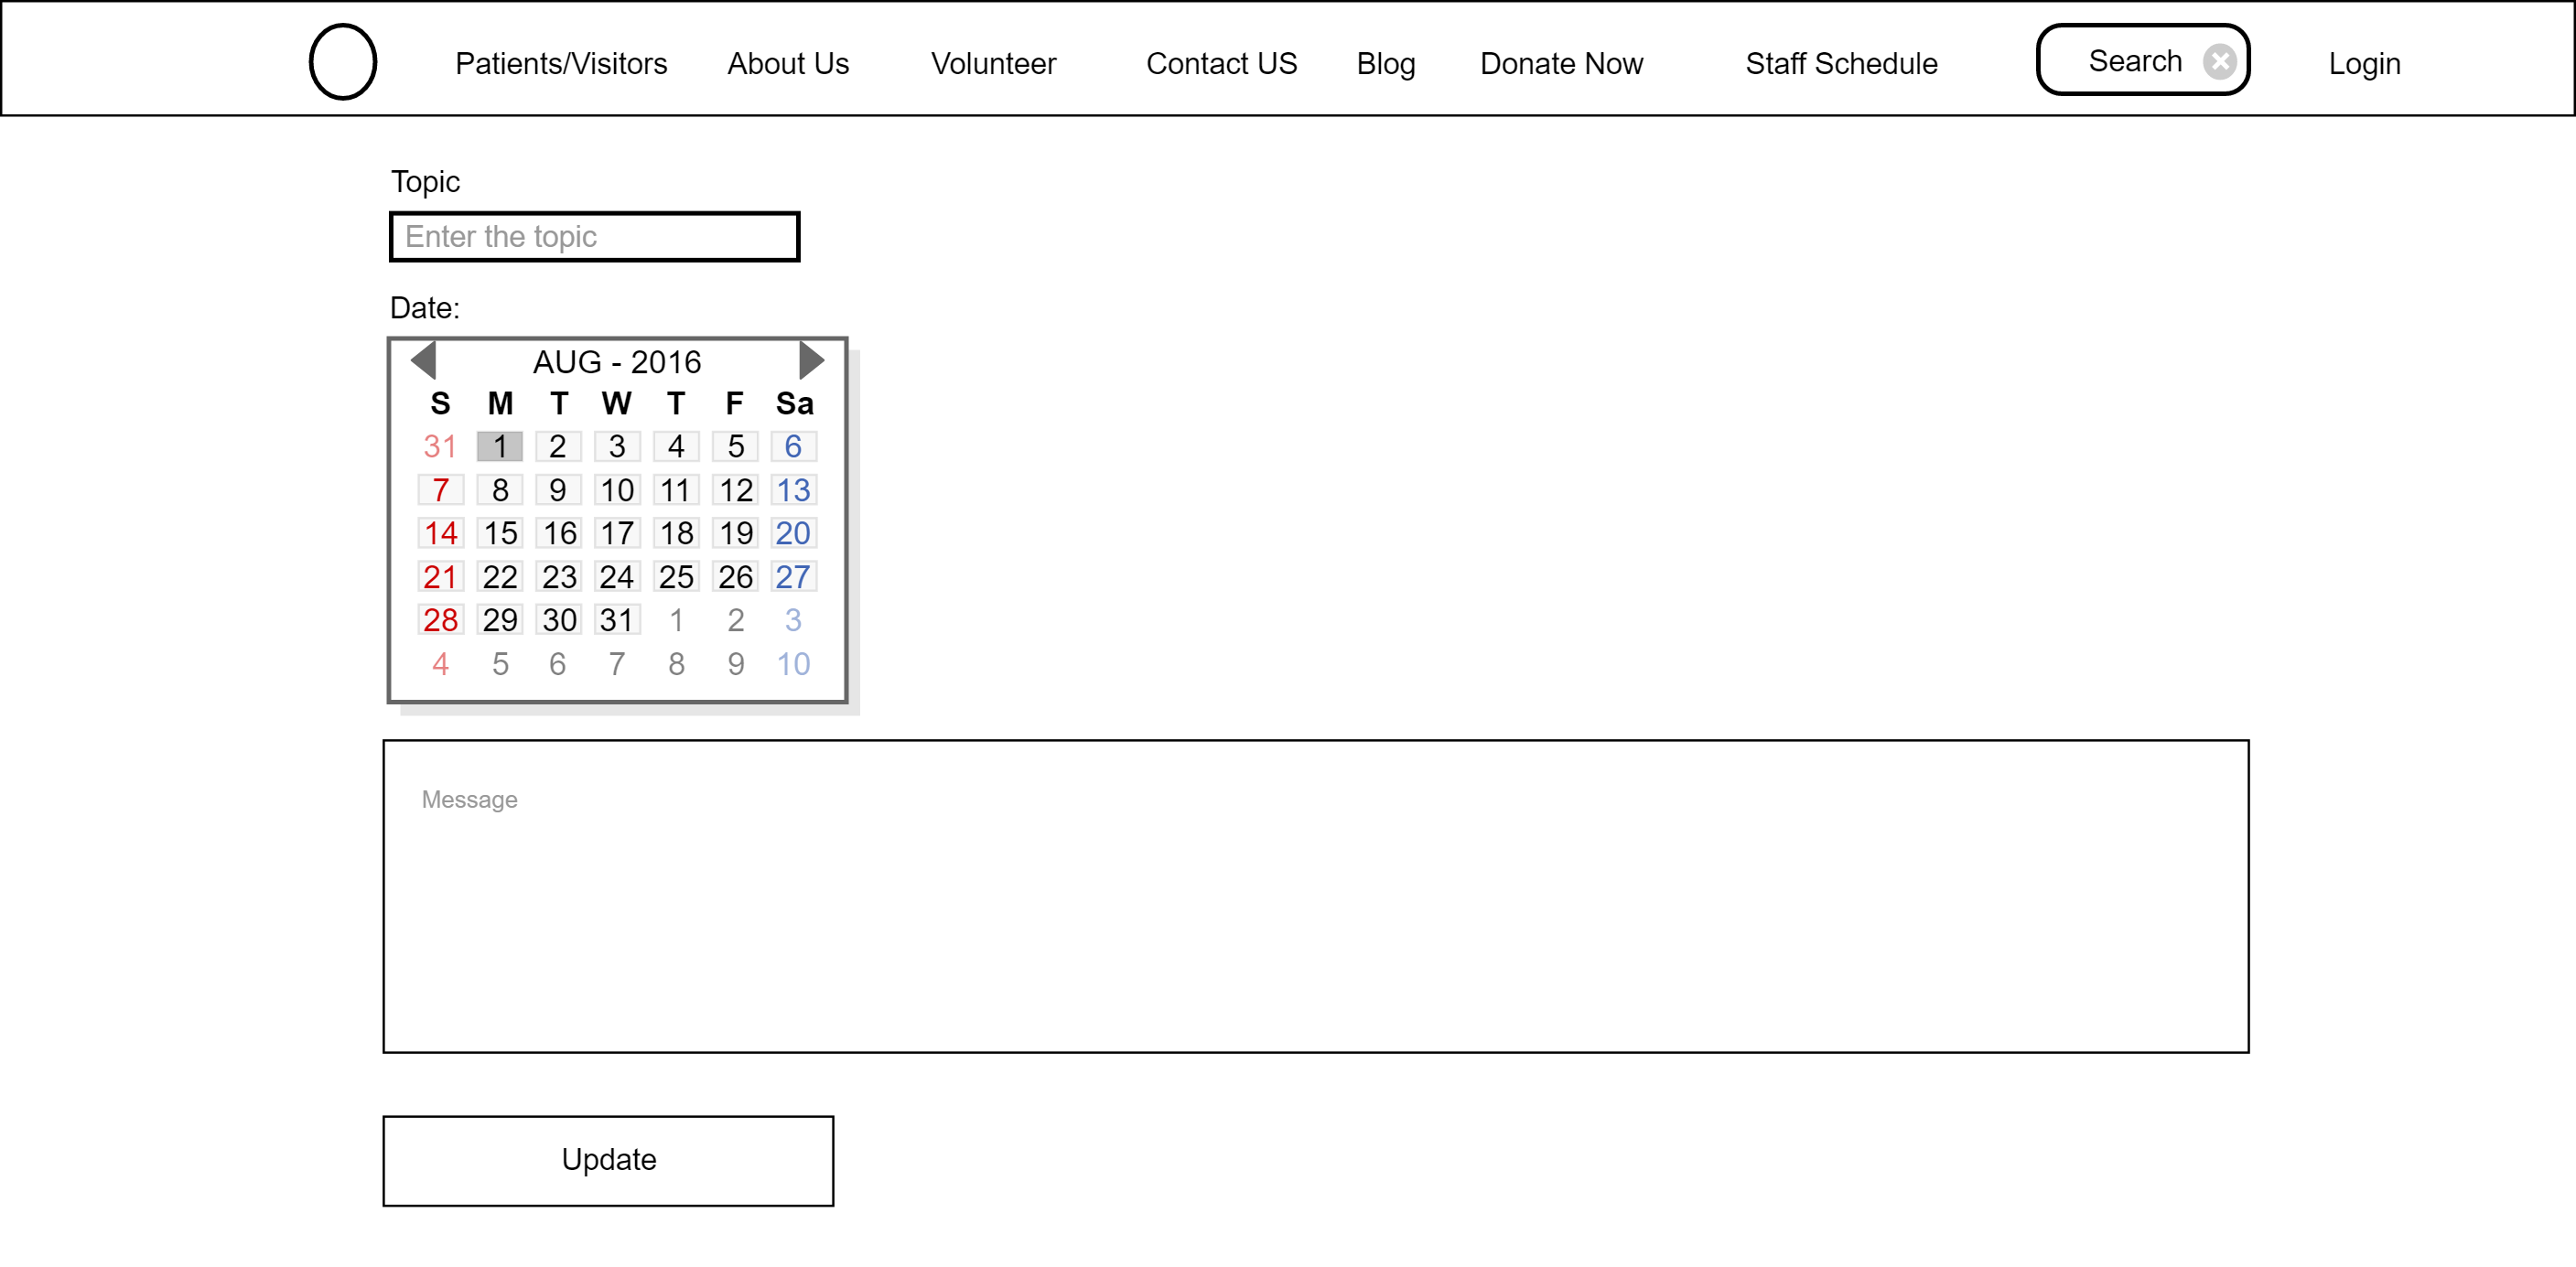 Patients/Visitors About Us Volunteer Contact US Blog Donate Now Staff Schedule Search Login
Topic
Enter the topic
Date:
AUG - 2016
S M T W T F Sa
31 1 2 3 4 5 6
7 8 9 10 11 12 13
14 15 16 17 18 19 20
21 22 23 24 25 26 27
28 29 30 31 1 2 3
4 5 6 7 8 9 10
Message
Update